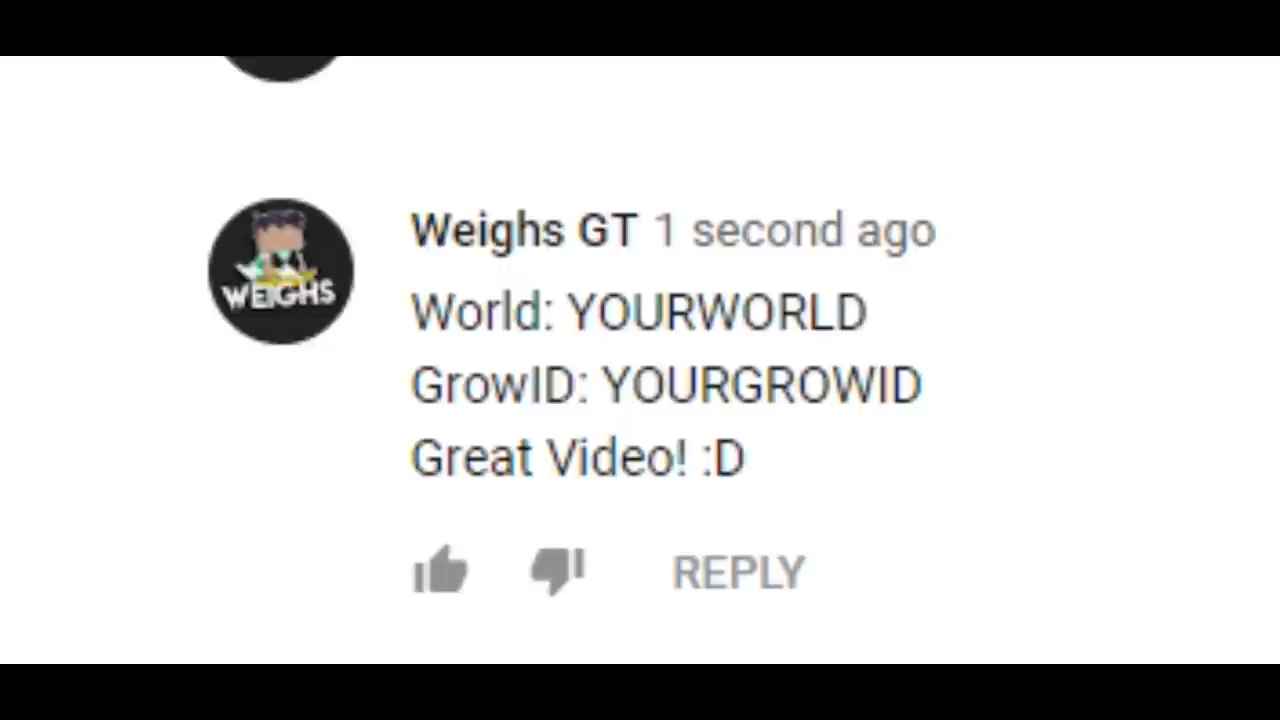 WEIGHS
Weighs GT 1 second ago
World: YOURWORLD
GrowID: YOURGROWID
Great Video! :D
REPLY